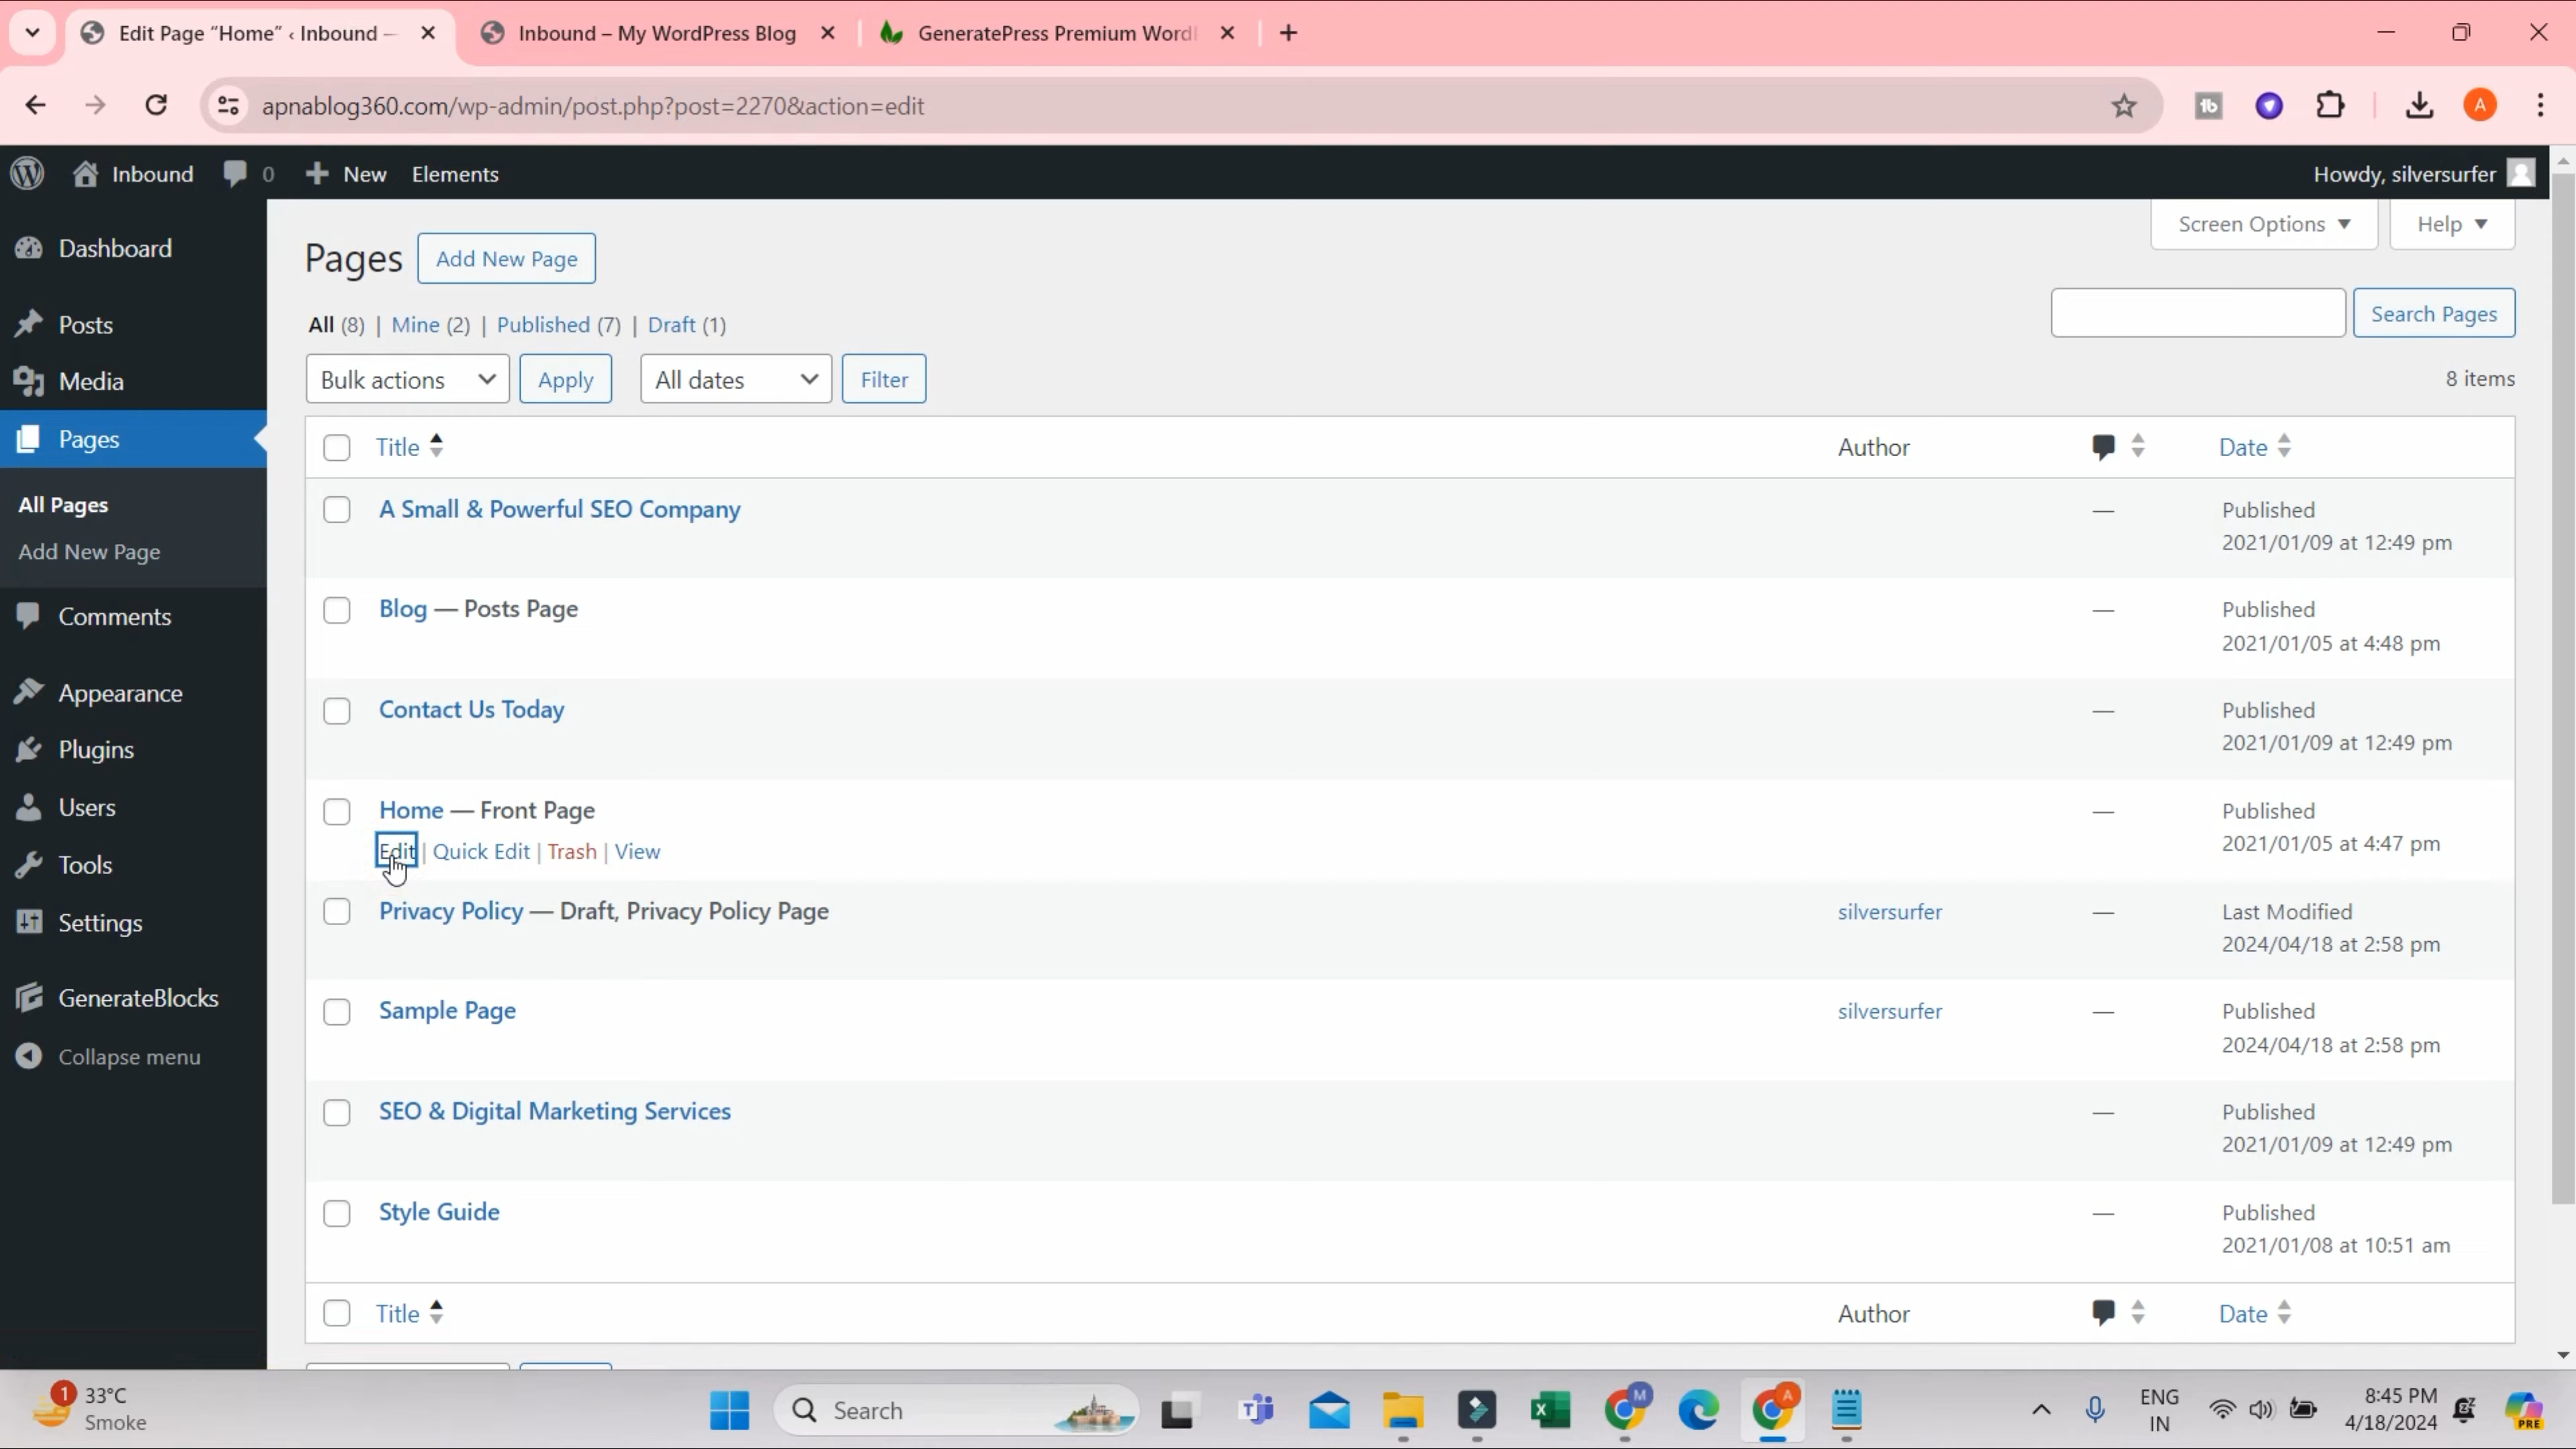 Edit Page “Home” ‹ Inbound —
Inbound – My WordPress Blog
GeneratePress Premium Word
apnablog360.com/wp-admin/post.php?post=2270&action=edit
A
Inbound 0 New Elements Howdy, silversurfer
Screen Options Help
Dashboard
Posts
Media
Pages
All Pages
Add New Page
Comments
Appearance
Plugins
Users
Tools
Settings
GenerateBlocks
Collapse menu
Pages Add New Page
All (8) | Mine (2) | Published (7) | Draft (1)
Search Pages
Bulk actions Apply All dates Filter 8 items
Title Author Date
A Small & Powerful SEO Company — Published
2021/01/09 at 12:49 pm
Blog — Posts Page — Published
2021/01/05 at 4:48 pm
Contact Us Today — Published
2021/01/09 at 12:49 pm
Home — Front Page — Published
Edit | Quick Edit | Trash | View 2021/01/05 at 4:47 pm
Privacy Policy — Draft, Privacy Policy Page silversurfer — Last Modified
2024/04/18 at 2:58 pm
Sample Page silversurfer — Published
2024/04/18 at 2:58 pm
SEO & Digital Marketing Services — Published
2021/01/09 at 12:49 pm
Style Guide — Published
2021/01/08 at 10:51 am
Title Author Date
1 33°C
Smoke
Search
M
A
ENG
IN
8:45 PM
4/18/2024
PRE